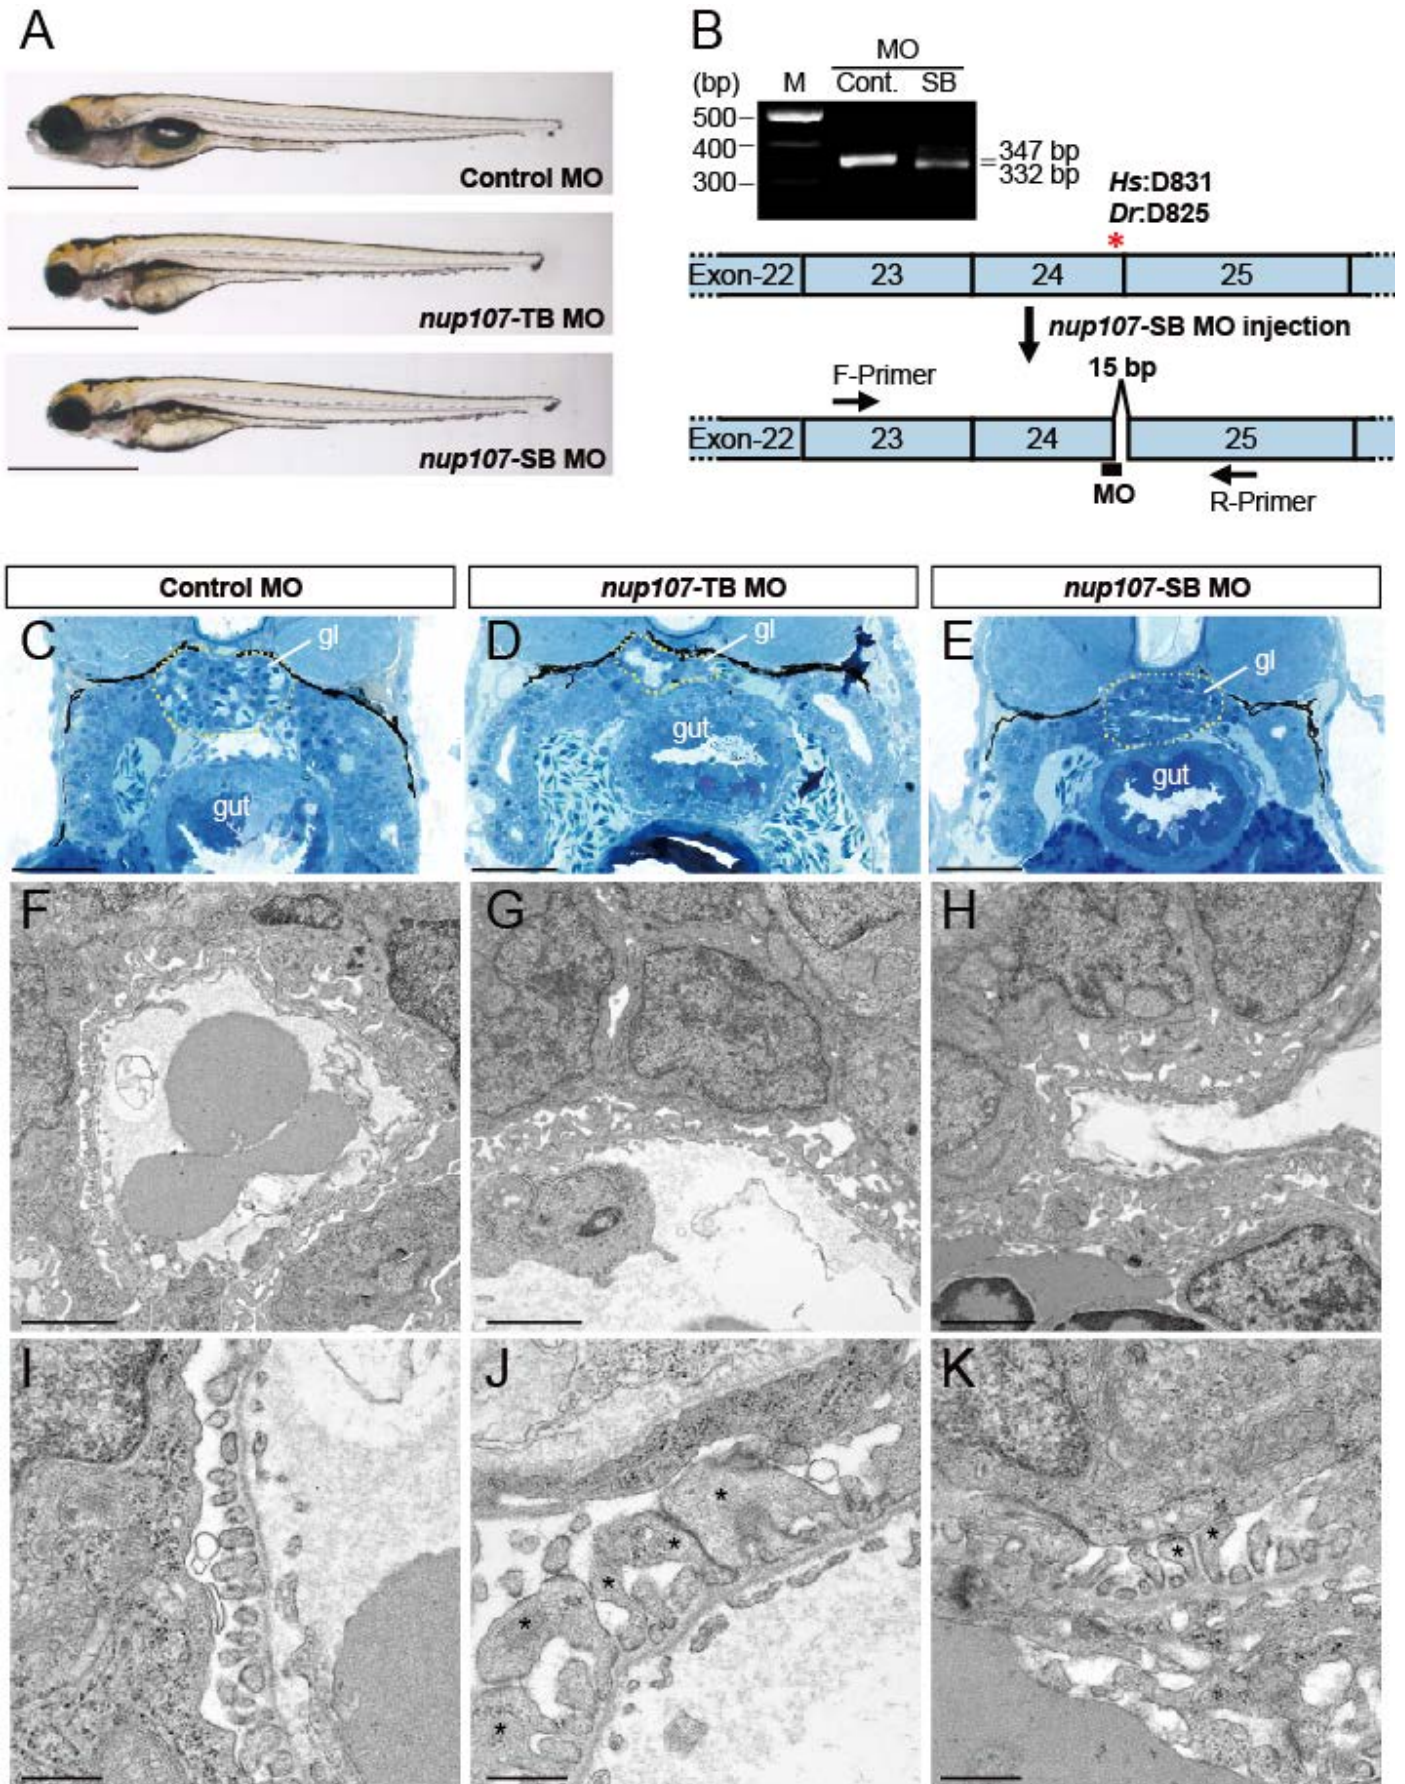 A
Control MO
nup107-TB MO
nup107-SB MO
B
MO
(bp) M Cont. SB
500
400
300
347 bp
332 bp
Hs:D831
Dr:D825
*
Exon-22 23 24 25
nup107-SB MO injection
15 bp
F-Primer
Exon-22 23 24 25
MO
R-Primer
Control MO
nup107-TB MO
nup107-SB MO
C
gl
gut
D
gl
gut
E
gl
gut
F
G
H
I
J
* * * * *
K
* *